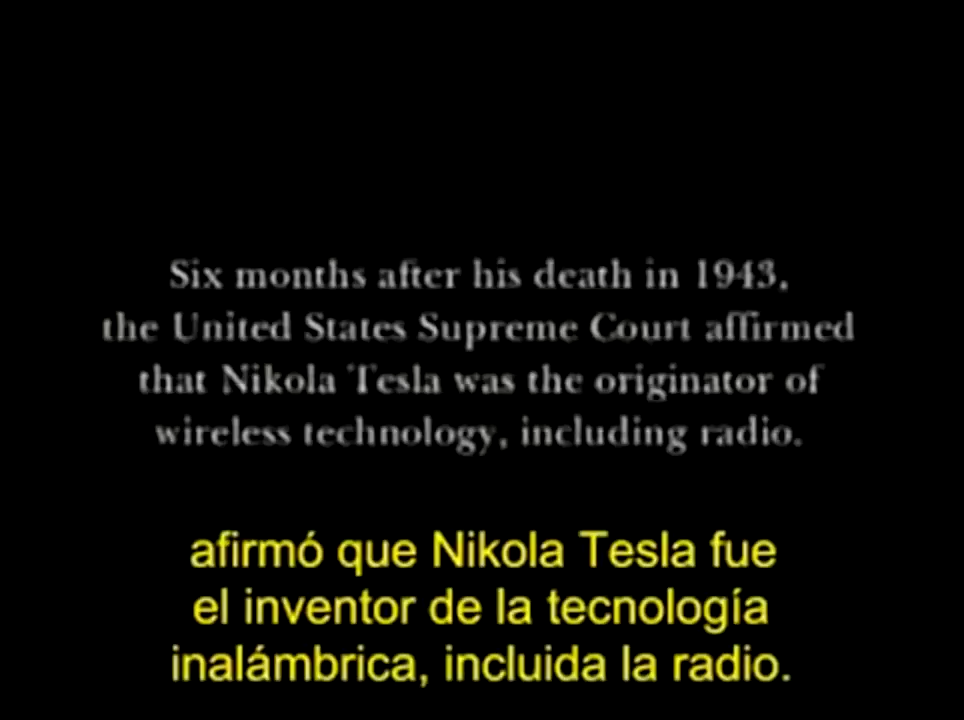 Six months after his death in 1943,
the United States Supreme Court affirmed
that Nikola Tesla was the originator of
wireless technology, including radio.
afirmó que Nikola Tesla fue
el inventor de la tecnología
inalámbrica, incluida la radio.